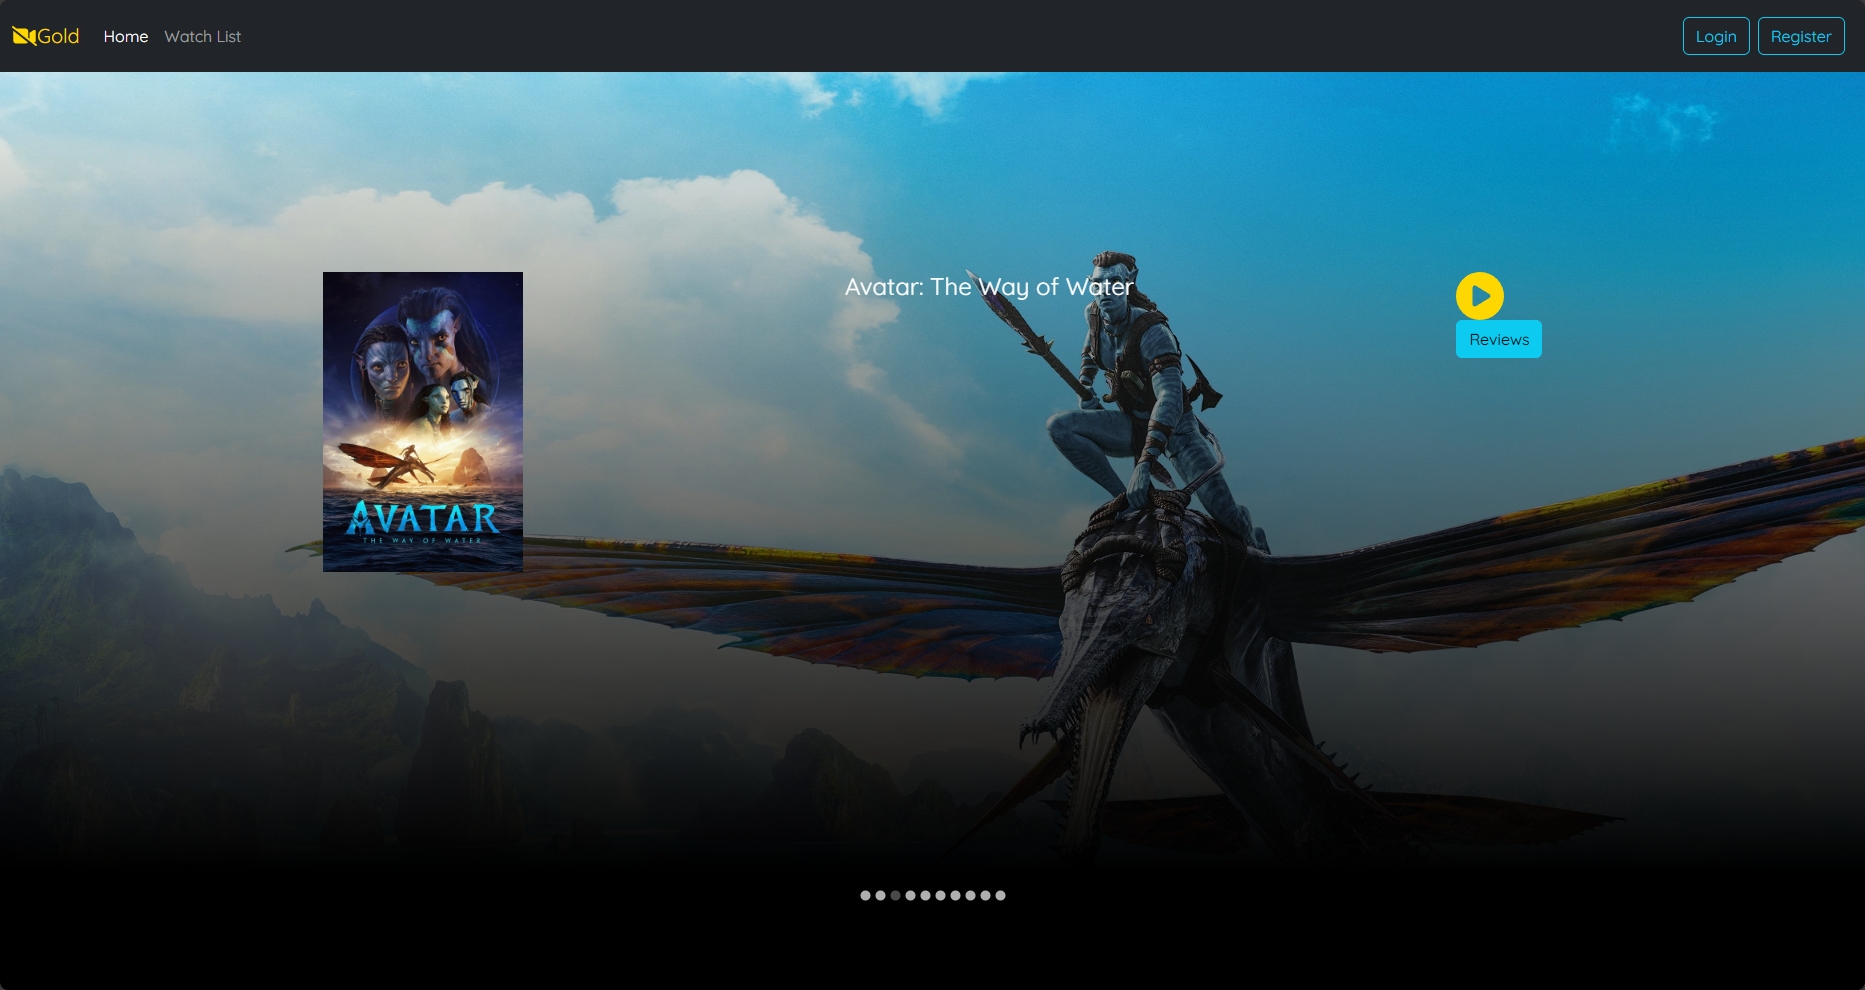 Gold
Home
Watch List
Login
Register
Avatar: The Way of Water
Reviews
AVATAR
THE WAY OF WATER